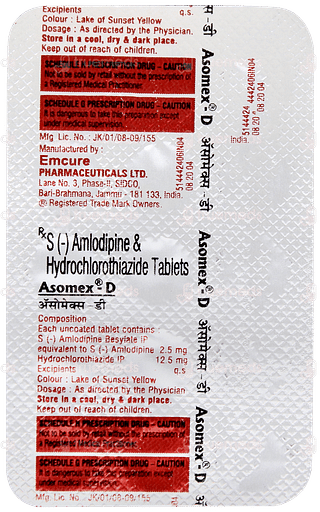 Excipients q.s.
Colour : Lake of Sunset Yellow
Dosage : As directed by the Physician.
Store in a cool, dry & dark place.
Keep out of reach of children.
SCHEDULE H PRESCRIPTION DRUG - CAUTION
Not to be sold by retail without the prescription of
a Registered Medical Practitioner.
SCHEDULE G PRESCRIPTION DRUG - CAUTION
It is dangerous to take this preparation except
under medical supervision.
Mfg. Lic. No. : JK/01/08-09/155
Manufactured by :
Emcure
PHARMACEUTICALS LTD.
Lane No. 3, Phase-II, SIDCO,
Bari-Brahmana, Jammu - 181 133, India.
® Registered Trade Mark Owners.
Rx S (-) Amlodipine &
Hydrochlorothiazide Tablets
Asomex®-D
ॲसोमेक्स - डी
Composition
Each uncoated tablet contains :
S (-) Amlodipine Besylate IP
equivalent to S (-) Amlodipine 2.5 mg
Hydrochlorothiazide IP 12.5 mg
Excipients q.s.
Colour : Lake of Sunset Yellow
Dosage : As directed by the Physician
Store in a cool, dry & dark place.
Keep out of reach of children.
SCHEDULE H PRESCRIPTION DRUG - CAUTION
Not to be sold by retail without the prescription of
a Registered Medical Practitioner.
SCHEDULE G PRESCRIPTION DRUG - CAUTION
It is dangerous to take this preparation except
under medical supervision.
Mfg. Lic. No. : JK/01/08-09/155
क्स - डी
Asomex®-D ॲसोमेक्स - डी
Asomex®-D ॲसोमेक्स - डी
Asomex®-D ॲ
India.